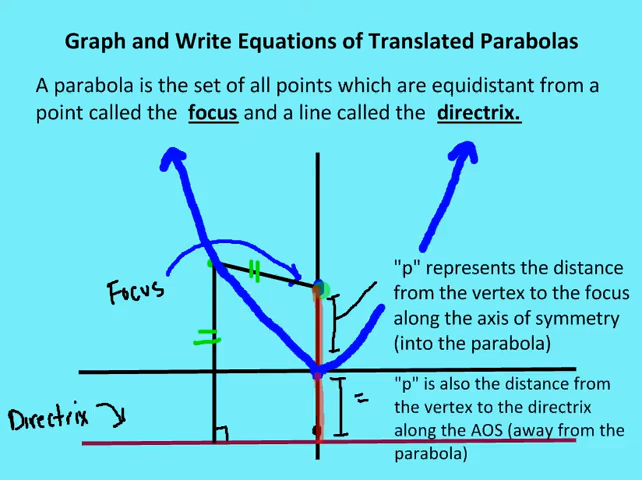 Graph and Write Equations of Translated Parabolas
A parabola is the set of all points which are equidistant from a
point called the focus and a line called the directrix.
Focus
"p" represents the distance
from the vertex to the focus
along the axis of symmetry
(into the parabola)
Directrix
"p" is also the distance from
the vertex to the directrix
along the AOS (away from the
parabola)